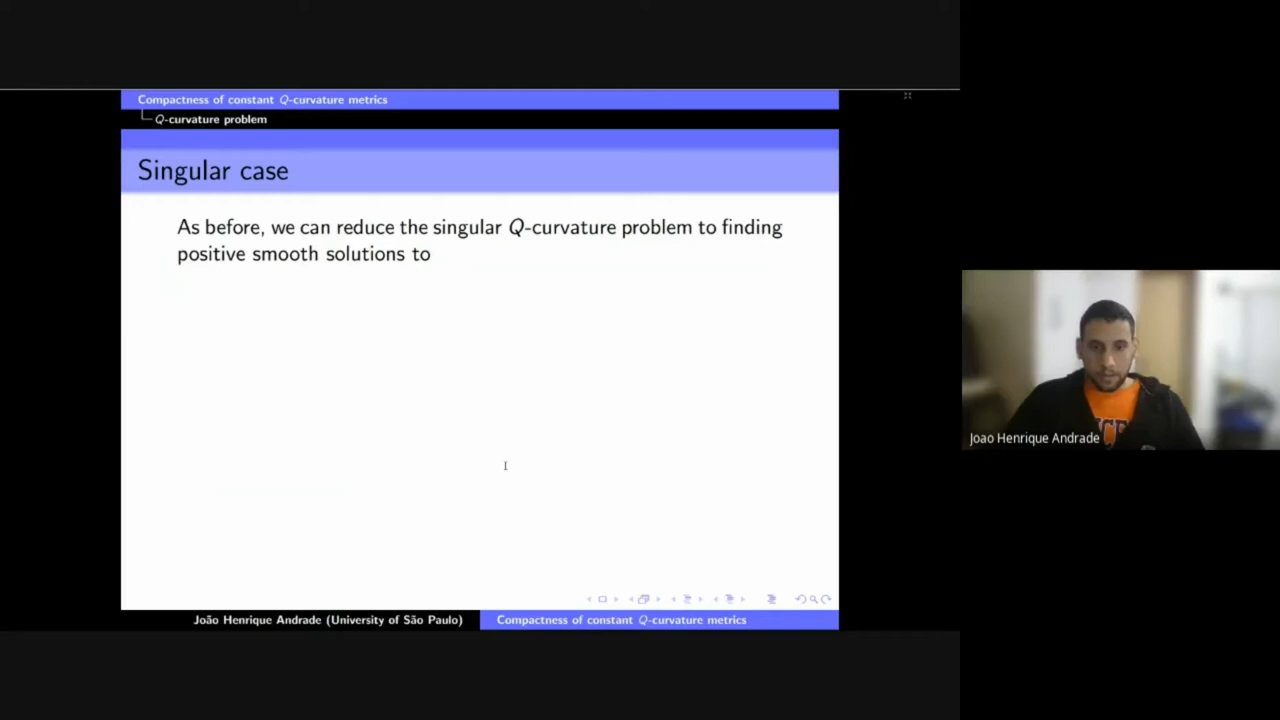 Compactness of constant Q-curvature metrics
Q-curvature problem
Singular case
As before, we can reduce the singular Q-curvature problem to finding
positive smooth solutions to
João Henrique Andrade (University of São Paulo)
Compactness of constant Q-curvature metrics
Joao Henrique Andrade